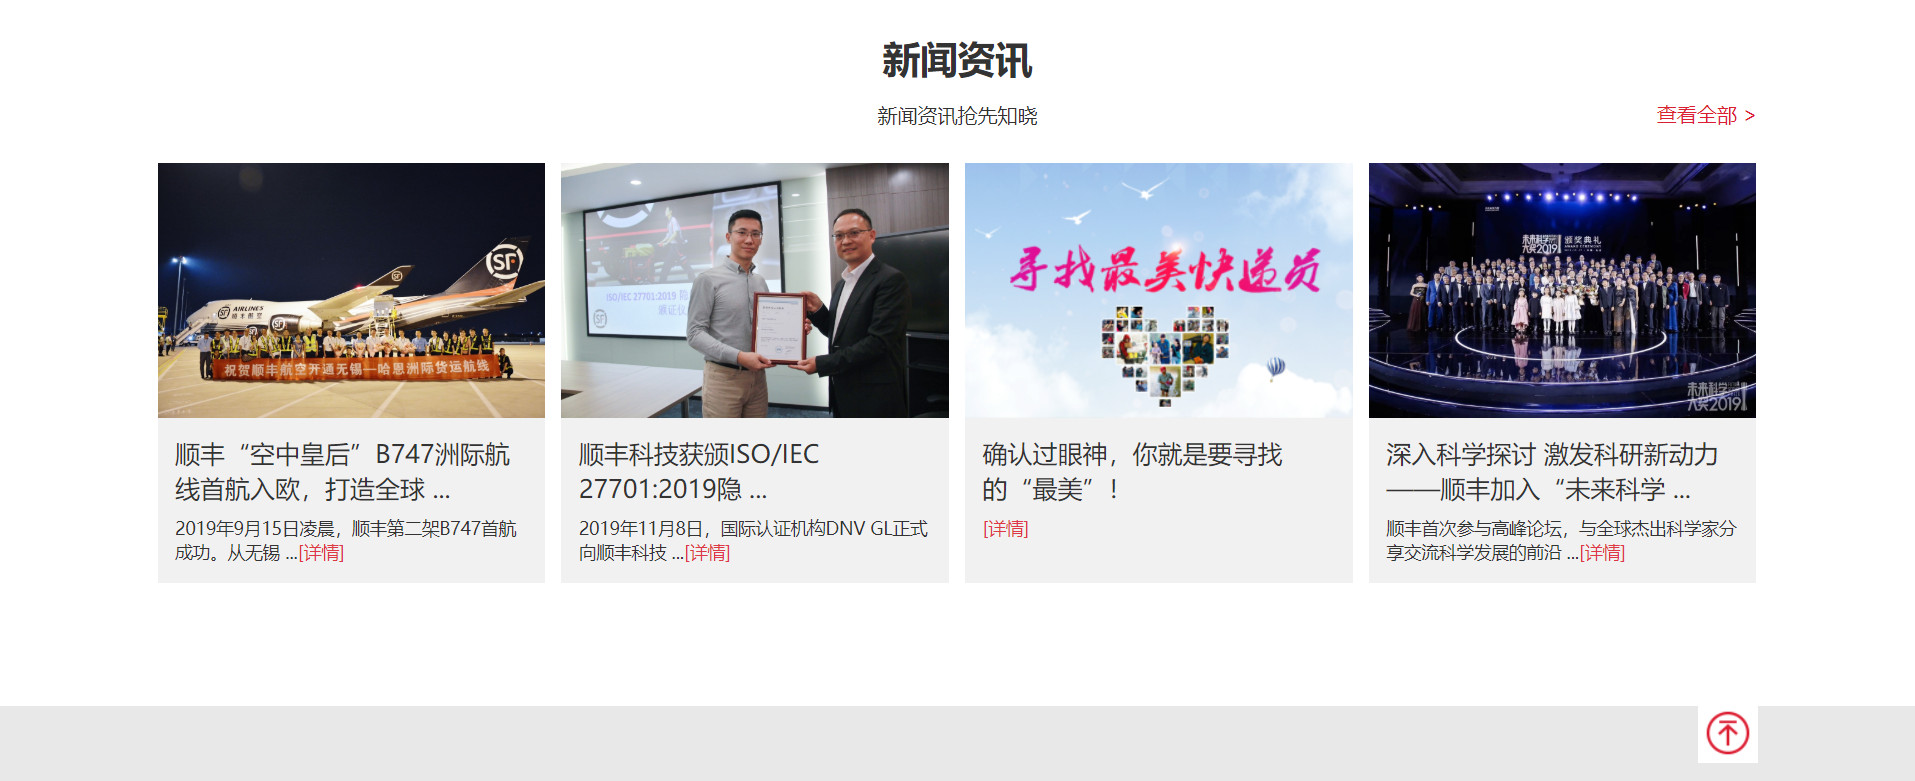 新闻资讯
新闻资讯抢先知晓
查看全部 >
SF
AIRLINES
顺丰航空
SF
SF
祝贺顺丰航空开通无锡—哈恩洲际货运航线
顺丰“空中皇后”B747洲际航
线首航入欧，打造全球 ...
2019年9月15日凌晨，顺丰第二架B747首航
成功。从无锡 ...[详情]
ISO/IEC 27701:2019 隐
颁证仪
SF
顺丰科技获颁ISO/IEC
27701:2019隐 ...
2019年11月8日，国际认证机构DNV GL正式
向顺丰科技 ...[详情]
寻找最美快递员
确认过眼神，你就是要寻找
的“最美”！
[详情]
未来科学
大奖2019
颁奖典礼
未来科学
大奖2019
深入科学探讨 激发科研新动力
——顺丰加入“未来科学 ...
顺丰首次参与高峰论坛，与全球杰出科学家分
享交流科学发展的前沿 ...[详情]